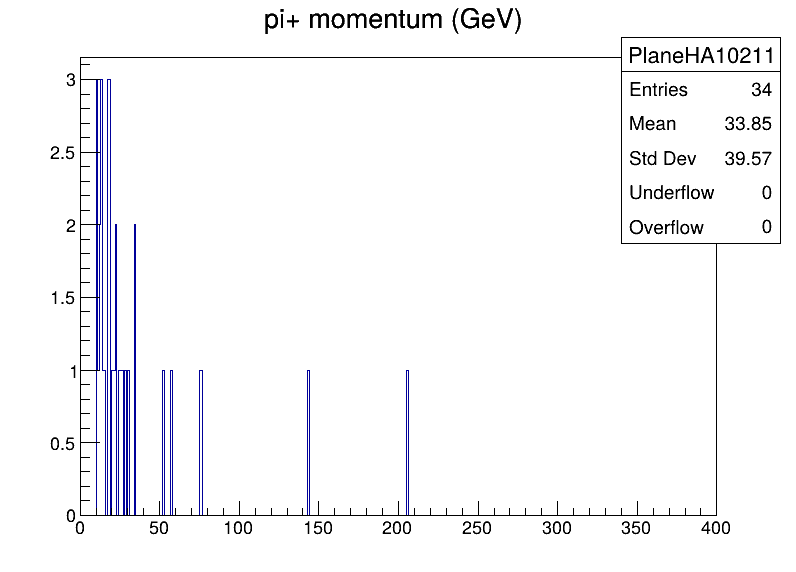 pi+ momentum (GeV)
PlaneHA10211
Entries 34
Mean 33.85
Std Dev 39.57
Underflow 0
Overflow 0
3
2.5
2
1.5
1
0.5
0
0 50 100 150 200 250 300 350 400